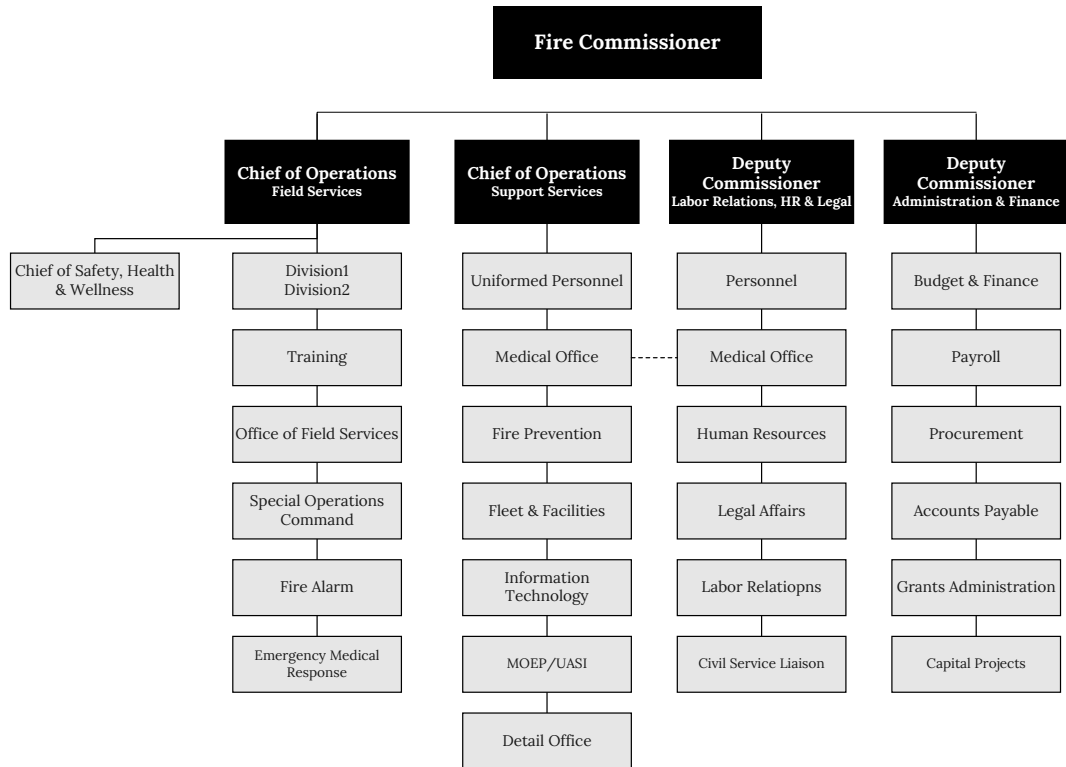 Fire Commissioner
Chief of Operations
Field Services
Chief of Operations
Support Services
Deputy
Commissioner
Labor Relations, HR & Legal
Deputy
Commissioner
Administration & Finance
Chief of Safety, Health
& Wellness
Division1
Division2
Uniformed Personnel
Personnel
Budget & Finance
Training
Medical Office
Medical Office
Payroll
Office of Field Services
Fire Prevention
Human Resources
Procurement
Special Operations
Command
Fleet & Facilities
Legal Affairs
Accounts Payable
Fire Alarm
Information
Technology
Labor Relatiopns
Grants Administration
Emergency Medical
Response
MOEP/UASI
Civil Service Liaison
Capital Projects
Detail Office